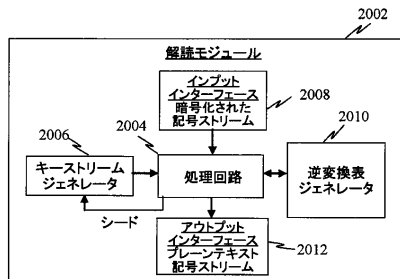 2002
解読モジュール
インプット
インターフェース
暗号化された
記号ストリーム
2008
2010
2006
2004
キーストリーム
ジェネレータ
処理回路
逆変換表
ジェネレータ
シード
アウトプット
インターフェース
プレーンテキスト
記号ストリーム
2012